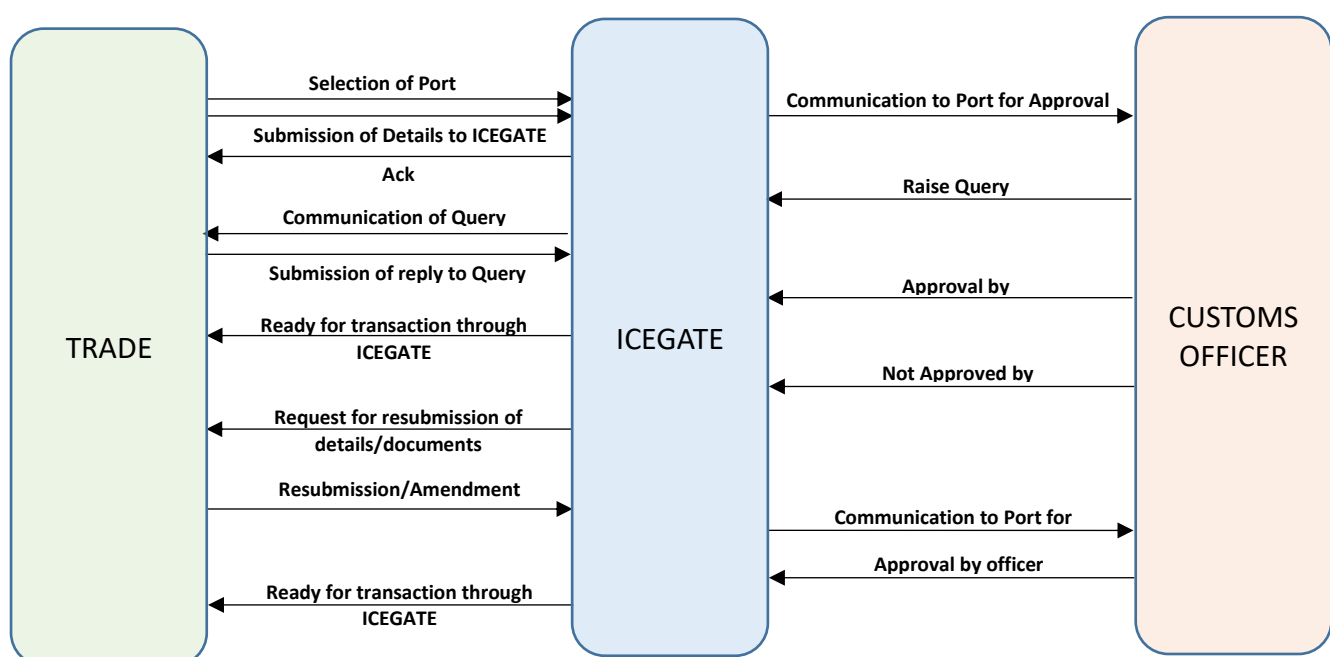 Selection of Port
Submission of Details to ICEGATE
Ack
Communication of Query
Submission of reply to Query
Ready for transaction through
ICEGATE
Request for resubmission of
details/documents
Resubmission/Amendment
Ready for transaction through
ICEGATE
TRADE
ICEGATE
Communication to Port for Approval
Raise Query
Approval by
Not Approved by
Communication to Port for
Approval by officer
CUSTOMS
OFFICER